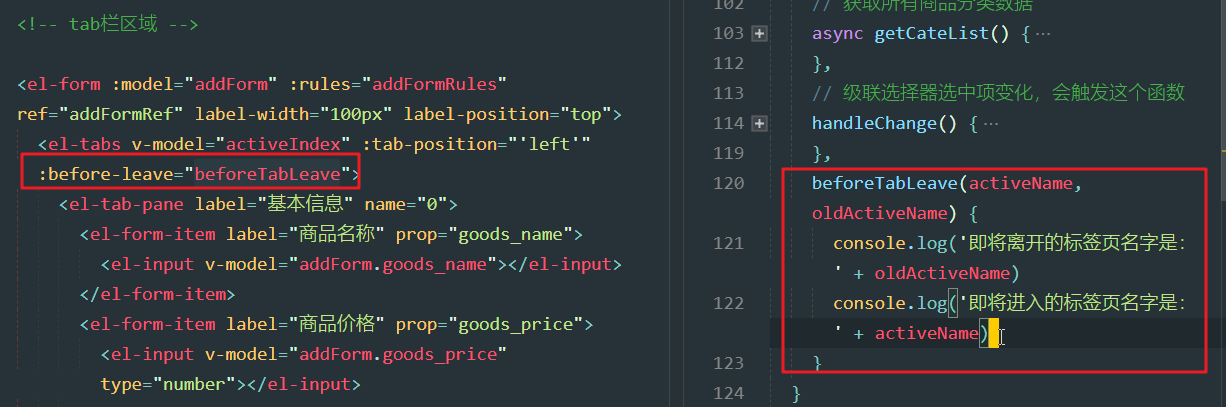 <!-- tab栏区域 -->
<el-form :model="addForm" :rules="addFormRules"
ref="addFormRef" label-width="100px" label-position="top">
<el-tabs v-model="activeIndex" :tab-position="'left'"
:before-leave="beforeTabLeave">
<el-tab-pane label="基本信息" name="0">
<el-form-item label="商品名称" prop="goods_name">
<el-input v-model="addForm.goods_name"></el-input>
</el-form-item>
<el-form-item label="商品价格" prop="goods_price">
<el-input v-model="addForm.goods_price"
type="number"></el-input>
102 // 获取所有商品分类数据
103 async getCateList() {⋯
112 },
113 // 级联选择器选中项变化，会触发这个函数
114 handleChange() {⋯
119 },
120 beforeTabLeave(activeName,
oldActiveName) {
121 console.log('即将离开的标签页名字是：
' + oldActiveName)
122 console.log('即将进入的标签页名字是：
' + activeName)
123 }
124 }